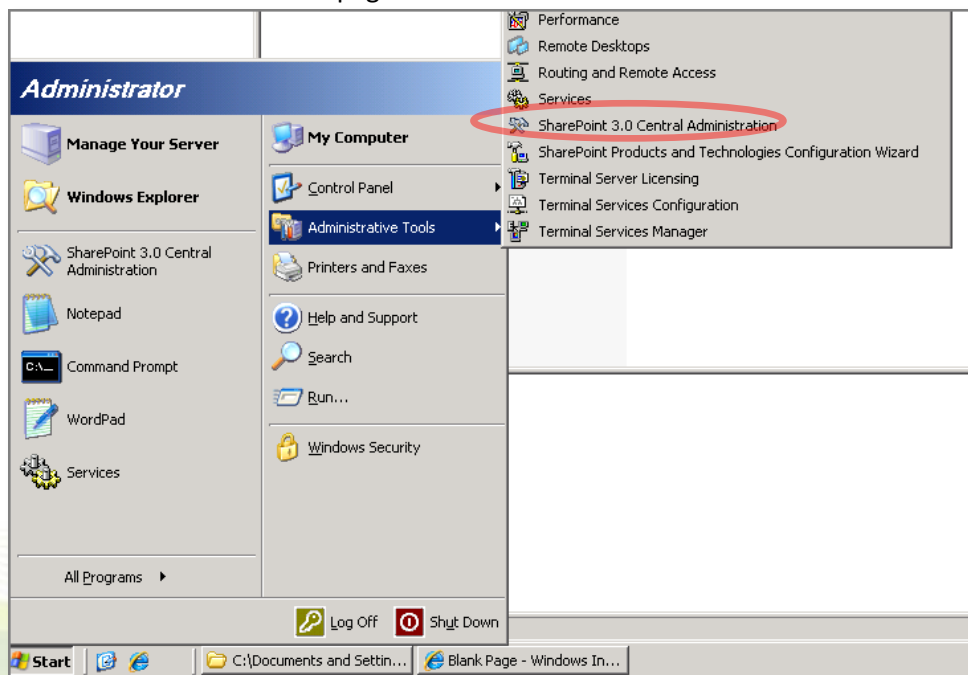 pag
Performance
Remote Desktops
Routing and Remote Access
Services
SharePoint 3.0 Central Administration
SharePoint Products and Technologies Configuration Wizard
Terminal Server Licensing
Terminal Services Configuration
Terminal Services Manager
Administrator
Manage Your Server
Windows Explorer
SharePoint 3.0 Central
Administration
Notepad
C:\_
Command Prompt
WordPad
Services
All Programs
My Computer
Control Panel
Administrative Tools
Printers and Faxes
Help and Support
Search
Run...
Windows Security
Log Off
Shut Down
Start
C:\Documents and Settin...
Blank Page - Windows In...